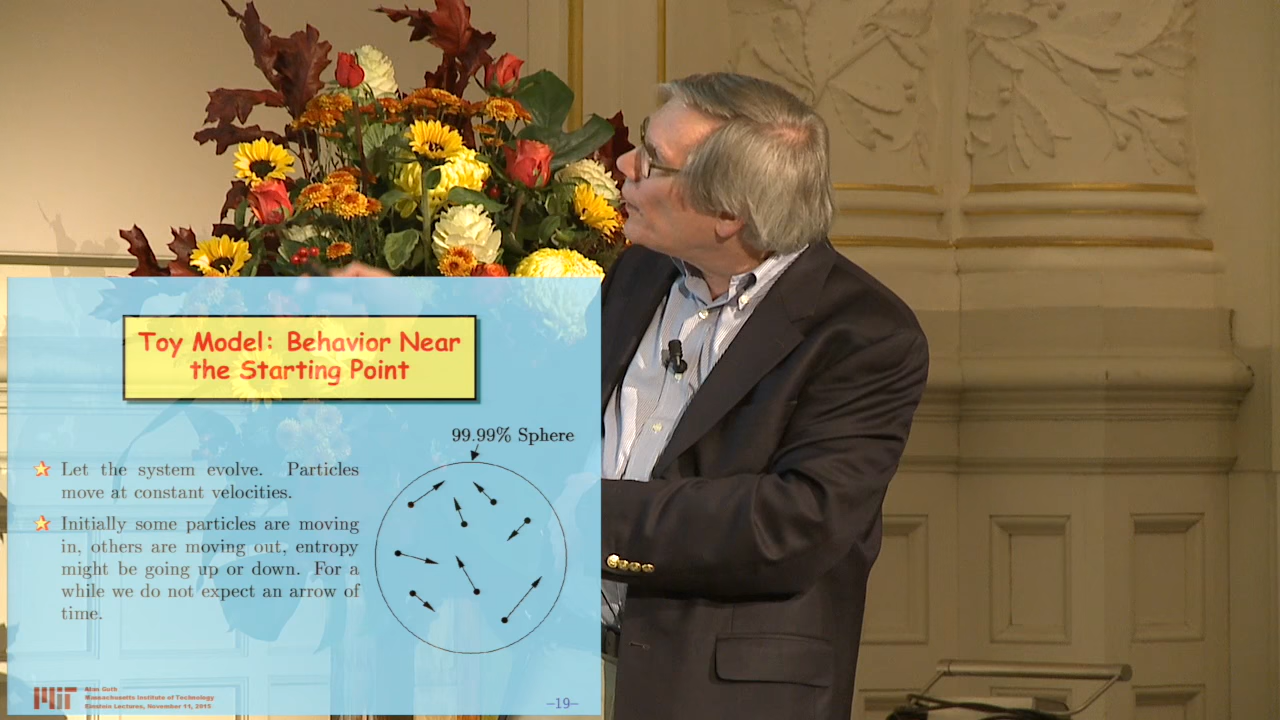 Toy Model: Behavior Near
the Starting Point
99.99% Sphere
Let the system evolve. Particles
move at constant velocities.
Initially some particles are moving
in, others are moving out, entropy
might be going up or down. For a
while we do not expect an arrow of
time.
MIT
Alan Guth
Massachusetts Institute of Technology
Einstein Lectures, November 11, 2015
–19–